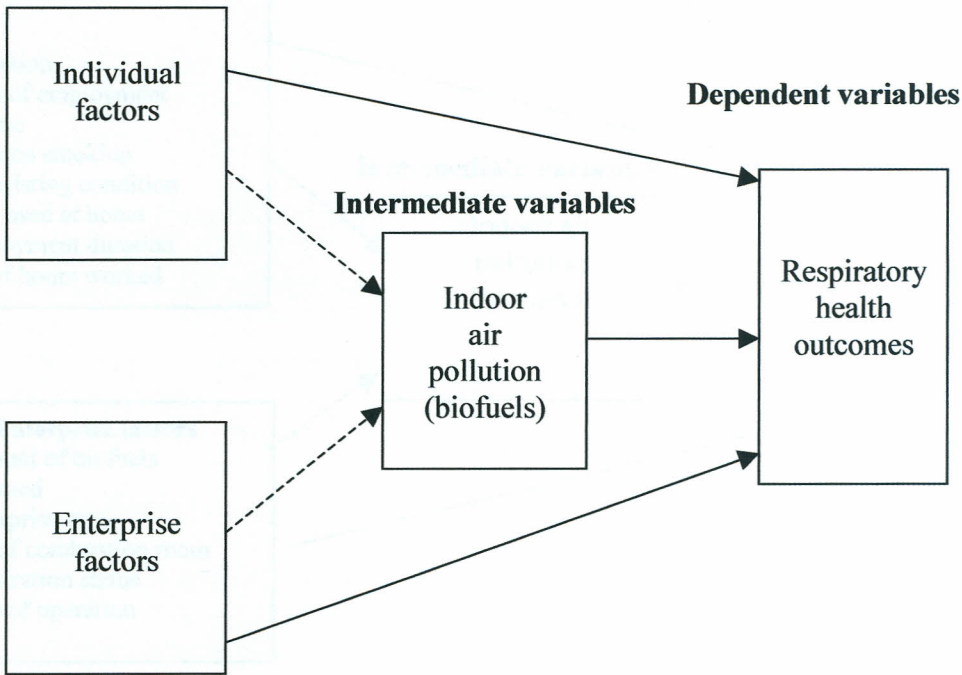 Individual
factors
Dependent variables
Intermediate variables
Indoor
air
pollution
(biofuels)
Respiratory
health
outcomes
Enterprise
factors